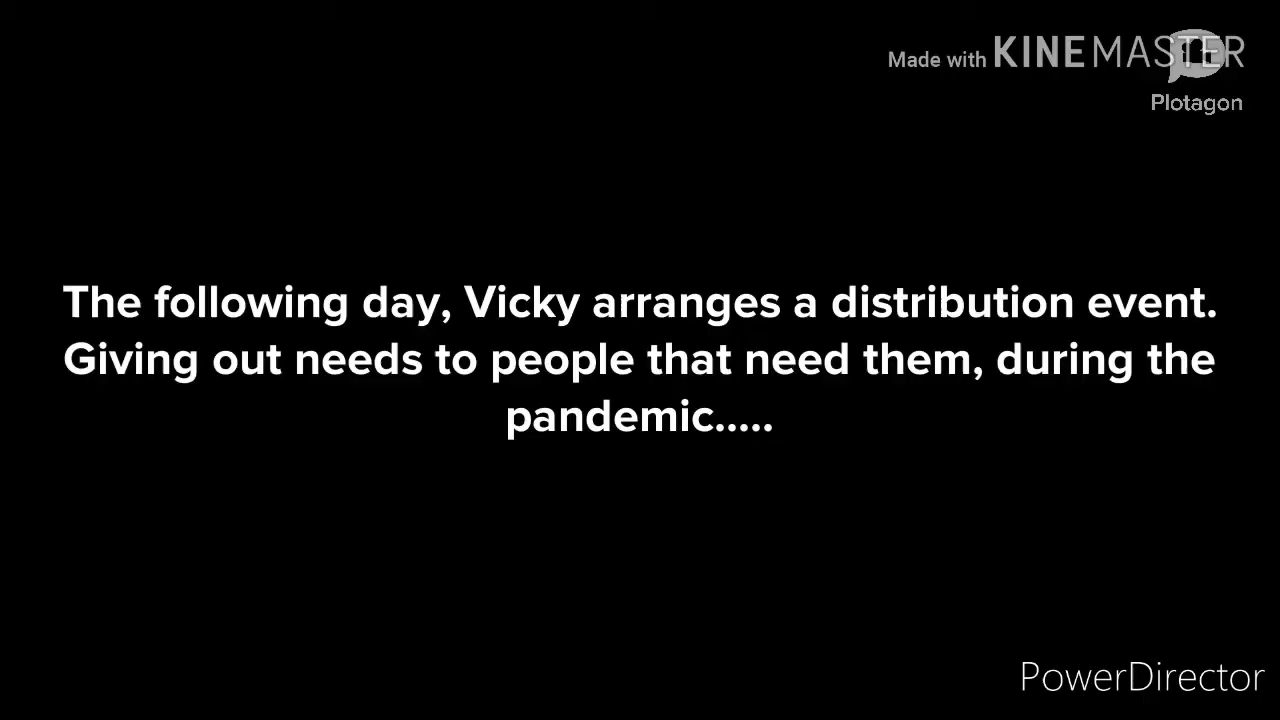 Made with KINEMASTER
Plotagon
The following day, Vicky arranges a distribution event.
Giving out needs to people that need them, during the
pandemic.....
PowerDirector